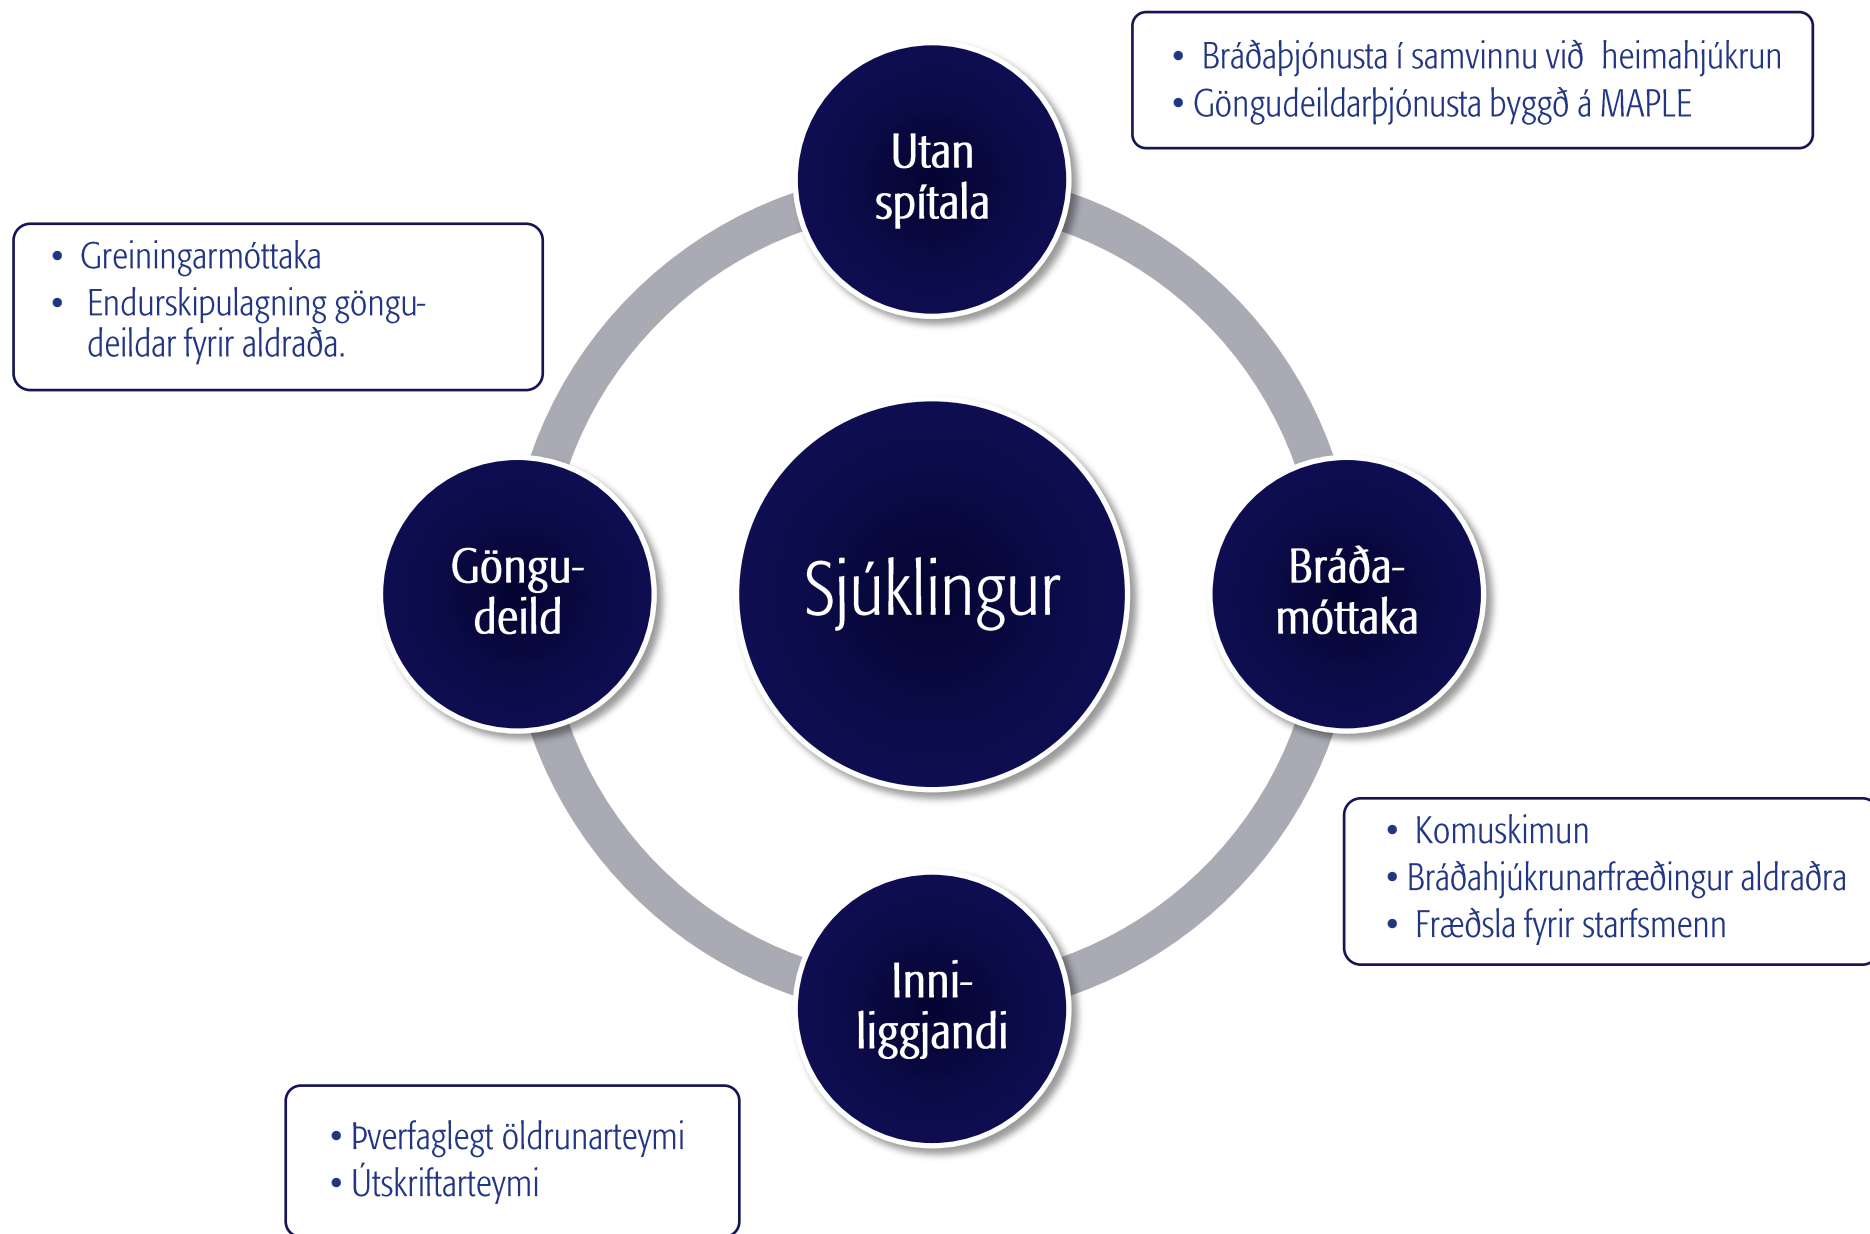 Utan
spítala
• Bráðaþjónusta í samvinnu við heimahjúkrun
• Göngudeildarþjónusta byggð á MAPLE
• Greiningarmóttaka
• Endurskipulagning göngu-
deildar fyrir aldraða.
Göngu-
deild
Sjúklingur
Bráða-
móttaka
• Komuskimun
• Bráðahjúkrunarfræðingur aldraðra
• Fræðsla fyrir starfsmenn
Inni-
liggjandi
• Þverfaglegt öldrunarteymi
• Útskriftarteymi